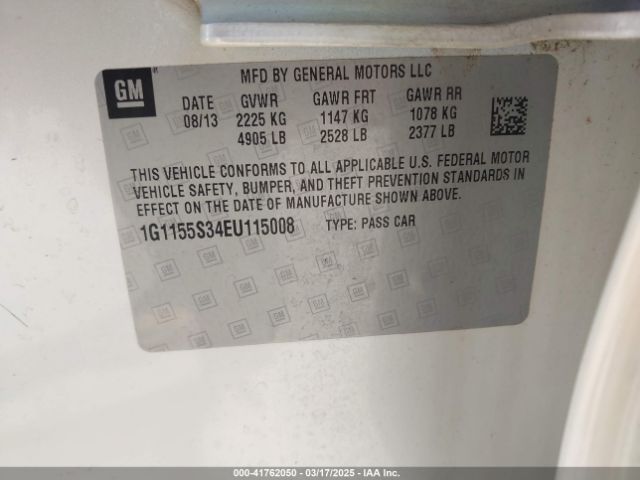 GM
MFD BY GENERAL MOTORS LLC
DATE GVWR GAWR FRT GAWR RR
08/13 2225 KG 1147 KG 1078 KG
4905 LB 2528 LB 2377 LB
THIS VEHICLE CONFORMS TO ALL APPLICABLE U.S. FEDERAL MOTOR
VEHICLE SAFETY, BUMPER, AND THEFT PREVENTION STANDARDS IN
EFFECT ON THE DATE OF MANUFACTURE SHOWN ABOVE.
1G1155S34EU115008 TYPE: PASS CAR
000-41762050 - 03/17/2025 - IAAI.COM